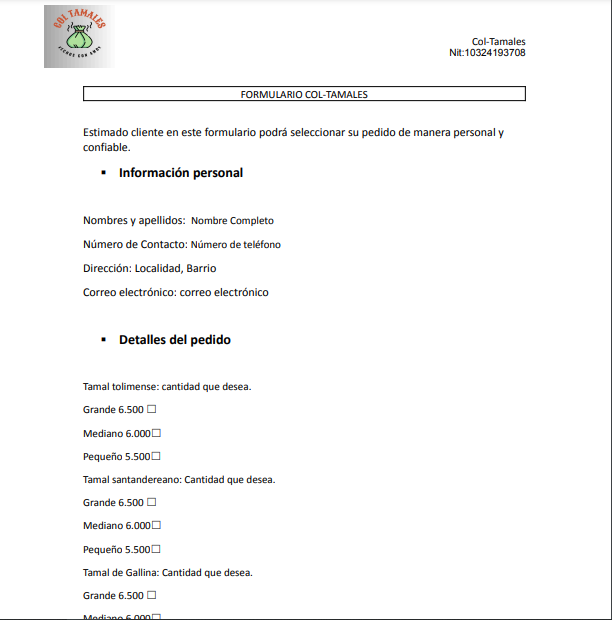 COL TAMALES
Col-Tamales
Nit:10324193708
FORMULARIO COL-TAMALES
Estimado cliente en este formulario podrá seleccionar su pedido de manera personal y
confiable.
▪ Información personal
Nombres y apellidos: Nombre Completo
Número de Contacto: Número de teléfono
Dirección: Localidad, Barrio
Correo electrónico: correo electrónico
▪ Detalles del pedido
Tamal tolimense: cantidad que desea.
Grande 6.500 ☐
Mediano 6.000☐
Pequeño 5.500☐
Tamal santandereano: Cantidad que desea.
Grande 6.500 ☐
Mediano 6.000☐
Pequeño 5.500☐
Tamal de Gallina: Cantidad que desea.
Grande 6.500 ☐
Mediano 6.000☐